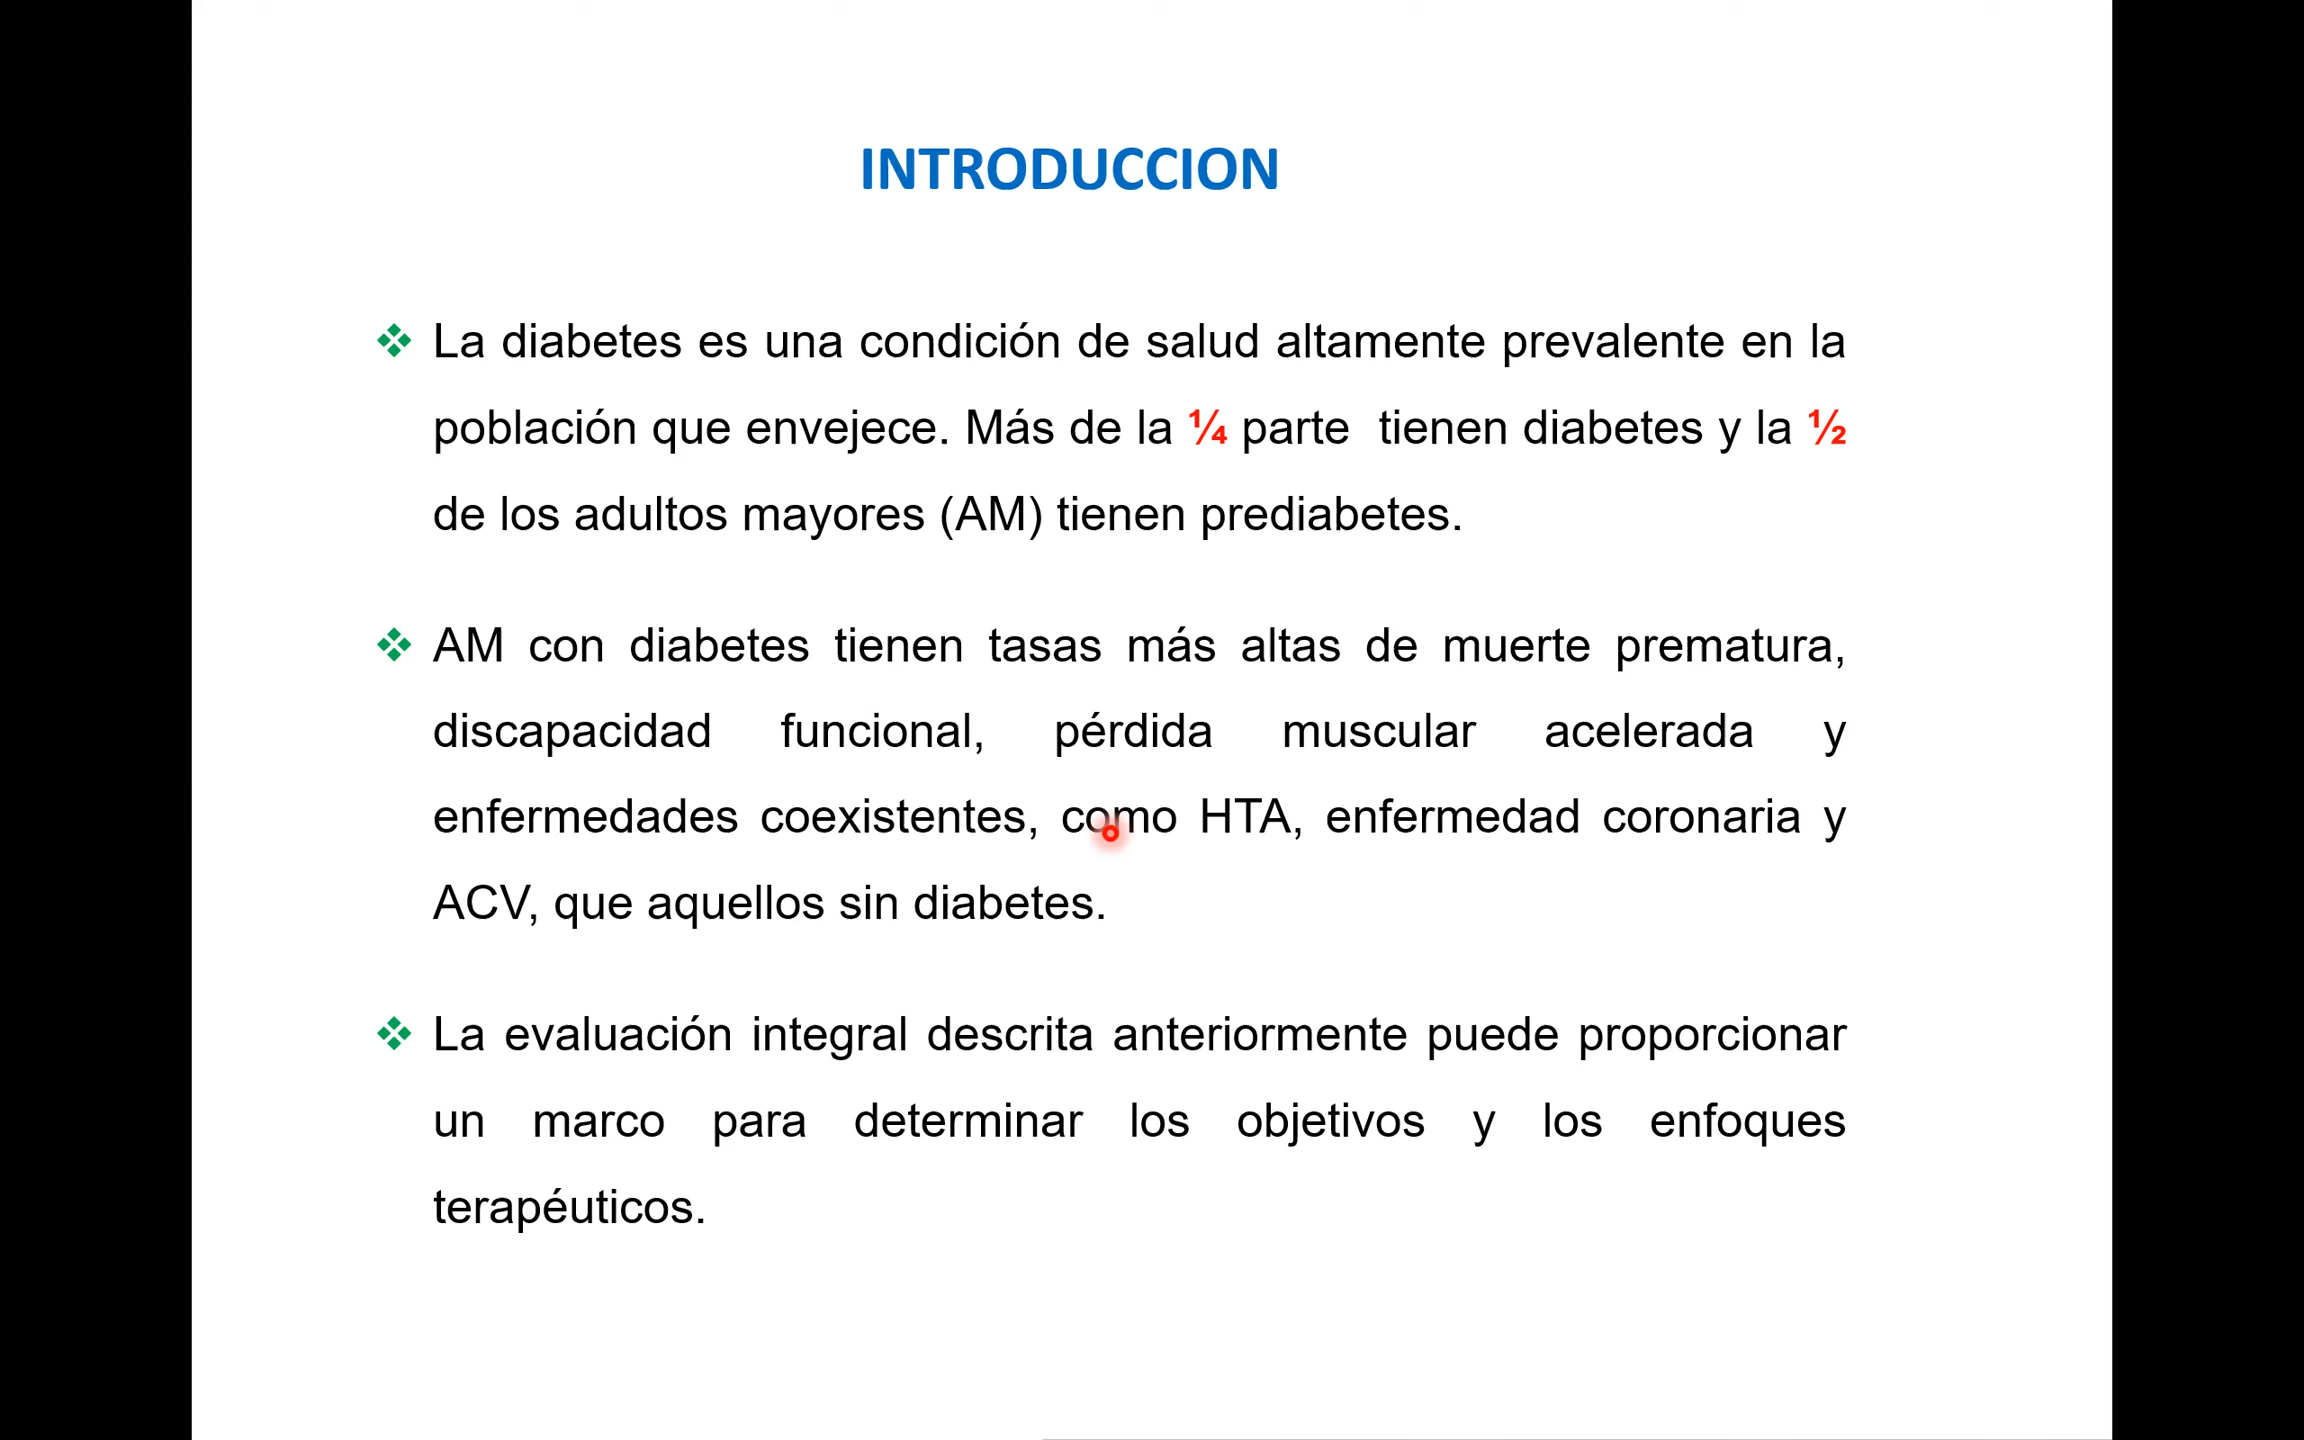 INTRODUCCION
La diabetes es una condición de salud altamente prevalente en la
población que envejece. Más de la ¼ parte tienen diabetes y la ½
de los adultos mayores (AM) tienen prediabetes.
AM con diabetes tienen tasas más altas de muerte prematura,
discapacidad funcional, pérdida muscular acelerada y
enfermedades coexistentes, como HTA, enfermedad coronaria y
ACV, que aquellos sin diabetes.
La evaluación integral descrita anteriormente puede proporcionar
un marco para determinar los objetivos y los enfoques
terapéuticos.